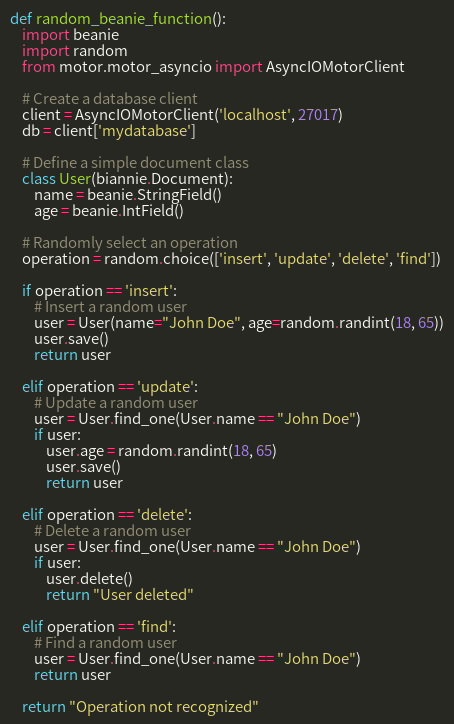 def random_beanie_function():
    import beanie
    import random
    from motor.motor_asyncio import AsyncIOMotorClient

    # Create a database client
    client = AsyncIOMotorClient('localhost', 27017)
    db = client['mydatabase']

    # Define a simple document class
    class User(biannie.Document):
        name = beanie.StringField()
        age = beanie.IntField()

    # Randomly select an operation
    operation = random.choice(['insert', 'update', 'delete', 'find'])

    if operation == 'insert':
        # Insert a random user
        user = User(name="John Doe", age=random.randint(18, 65))
        user.save()
        return user

    elif operation == 'update':
        # Update a random user
        user = User.find_one(User.name == "John Doe")
        if user:
            user.age = random.randint(18, 65)
            user.save()
            return user

    elif operation == 'delete':
        # Delete a random user
        user = User.find_one(User.name == "John Doe")
        if user:
            user.delete()
            return "User deleted"

    elif operation == 'find':
        # Find a random user
        user = User.find_one(User.name == "John Doe")
        return user

    return "Operation not recognized"